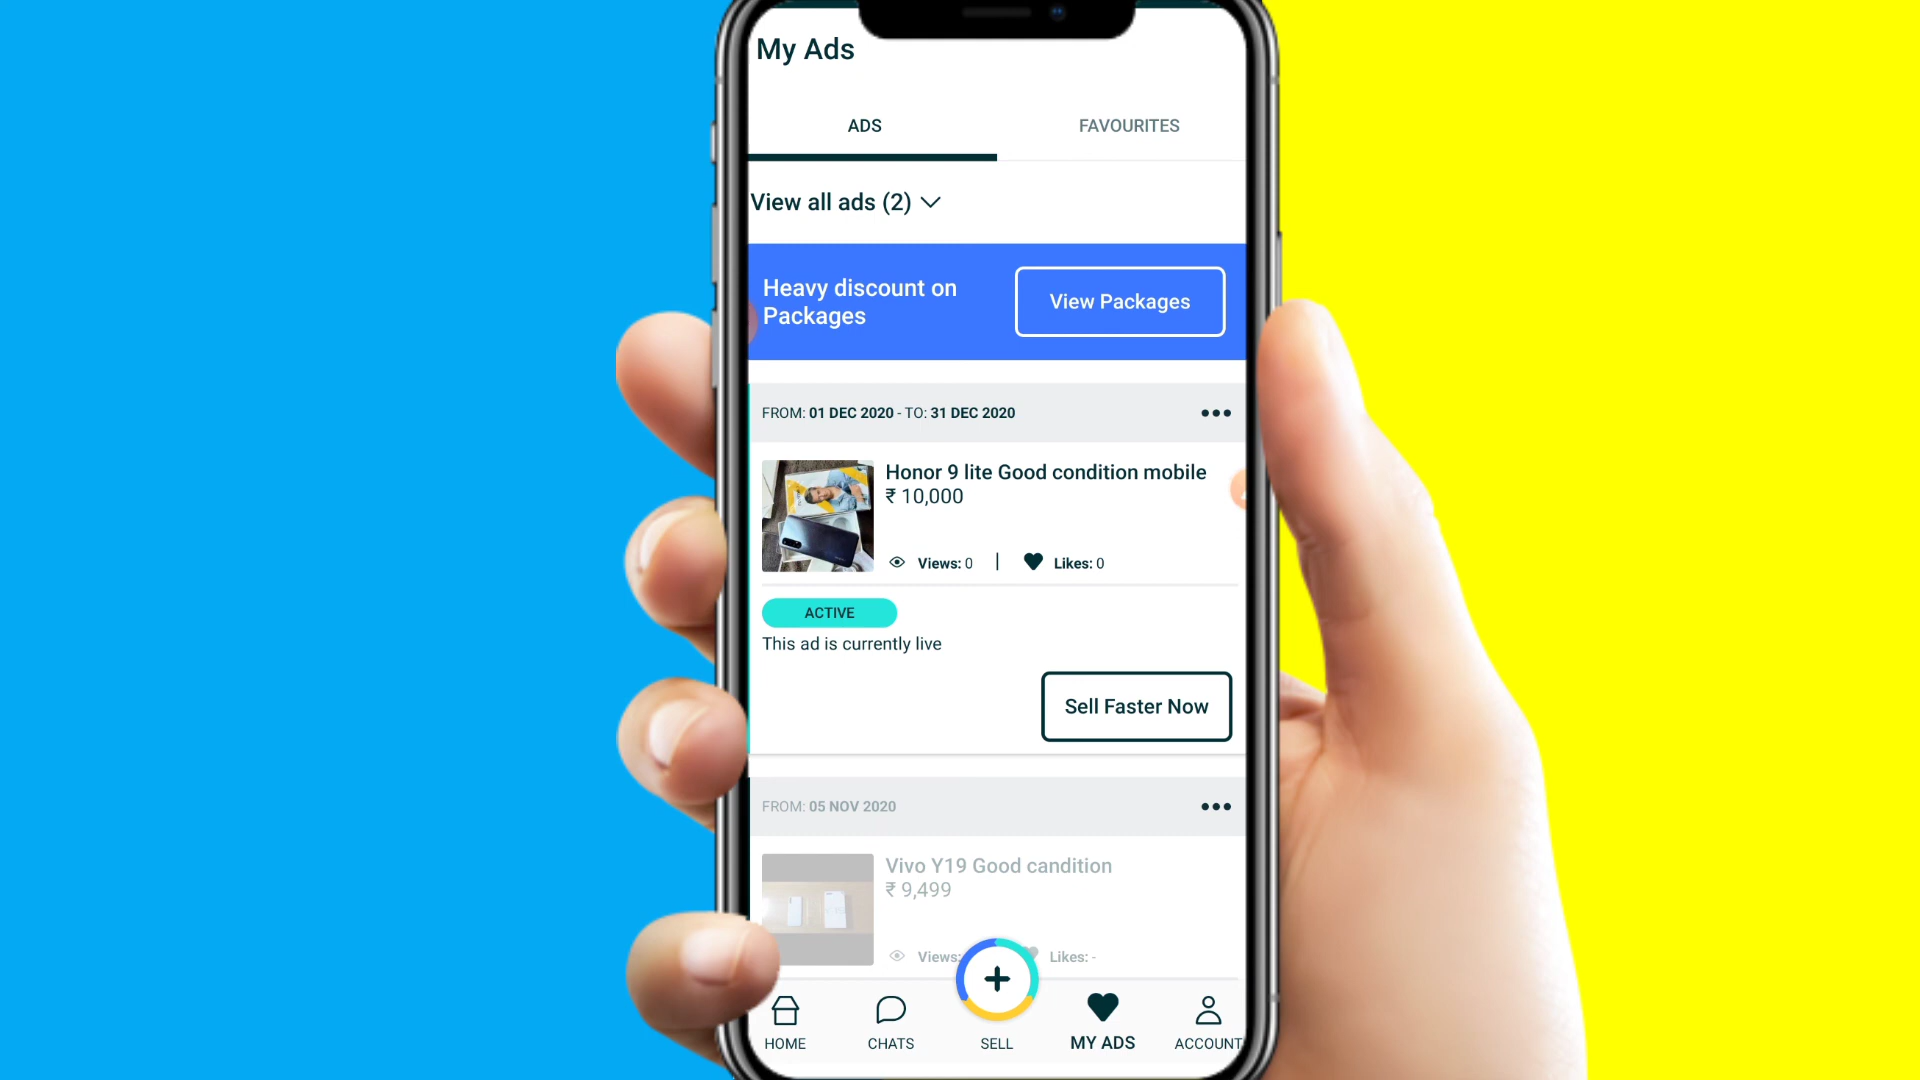 My Ads
ADS
FAVOURITES
View all ads (2)
Heavy discount on
Packages
View Packages
FROM: 01 DEC 2020 - TO: 31 DEC 2020
Honor 9 lite Good condition mobile
₹ 10,000
Views: 0 | Likes: 0
ACTIVE
This ad is currently live
Sell Faster Now
FROM: 05 NOV 2020
Vivo Y19 Good candition
₹ 9,499
Views:
Likes: -
HOME
CHATS
SELL
MY ADS
ACCOUNT